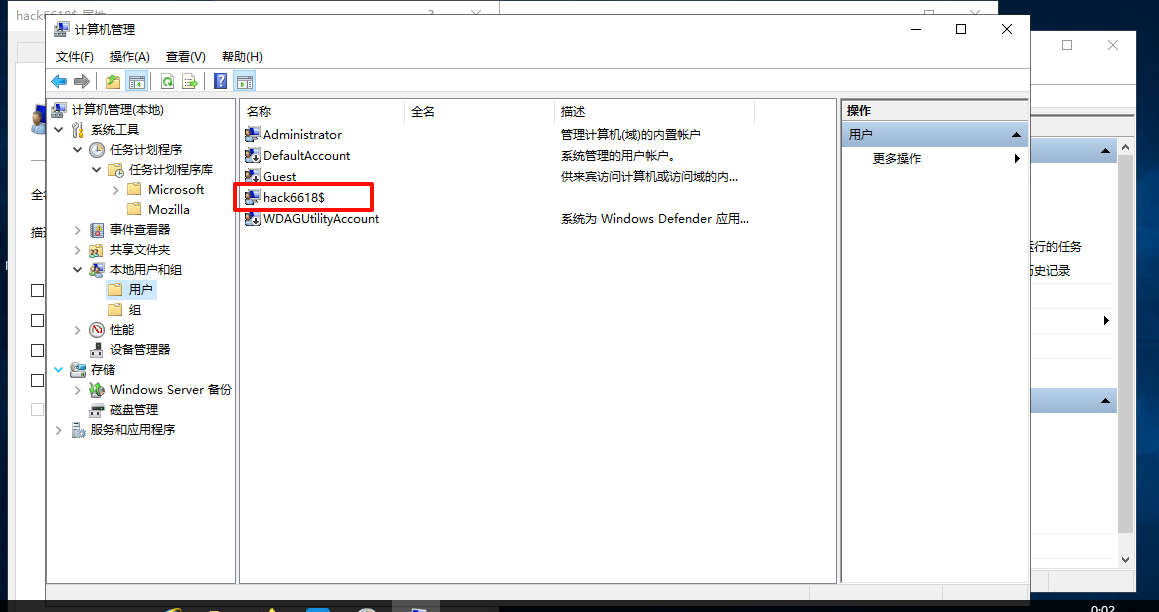 hack6618$ 属性
计算机管理
文件(F) 操作(A) 查看(V) 帮助(H)
计算机管理(本地)
系统工具
任务计划程序
任务计划程序库
Microsoft
Mozilla
事件查看器
共享文件夹
本地用户和组
用户
组
性能
设备管理器
存储
Windows Server 备份
磁盘管理
服务和应用程序
名称 全名 描述
Administrator 管理计算机(域)的内置帐户
DefaultAccount 系统管理的用户帐户。
Guest 供来宾访问计算机或访问域的内...
hack6618$
WDAGUtilityAccount 系统为 Windows Defender 应用...
操作
用户
更多操作
全
描
运行的任务
历史记录
0:02